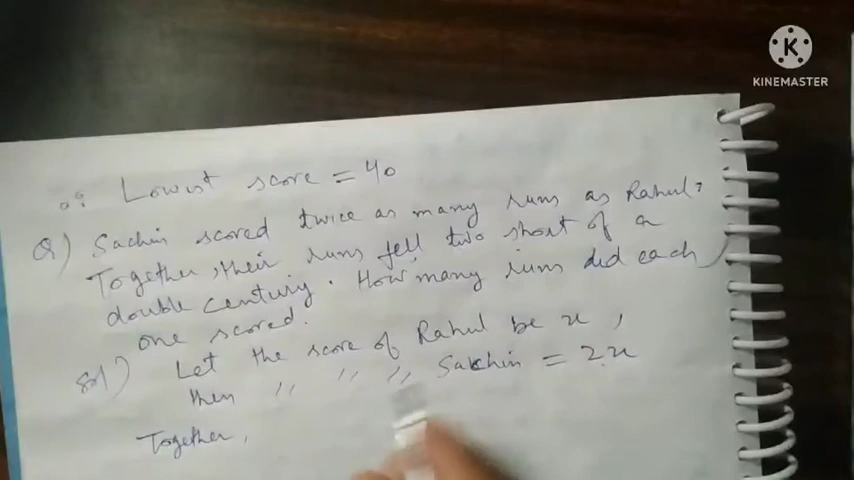 KINEMASTER
∴ Lowest score = 40
Q) Sachin scored twice as many runs as Rahul.
Together, their runs fell two short of a
double century. How many runs did each
one scored.
Sol) Let the score of Rahul be x,
then 〃 〃 〃 Sachin = 2x
Together,